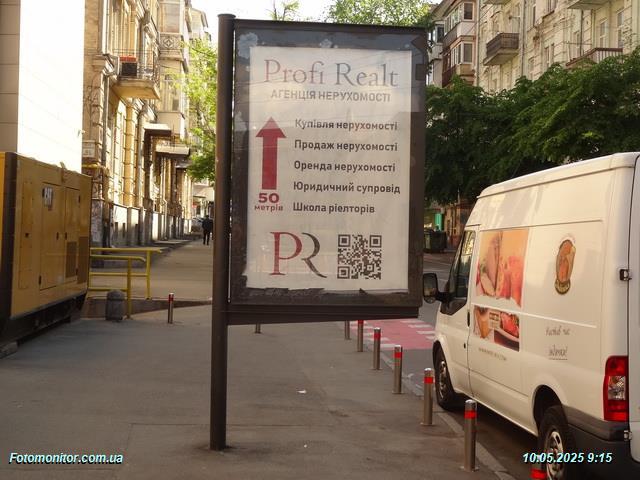 Profi Realt
АГЕНЦІЯ НЕРУХОМОСТІ
Купівля нерухомості
Продаж нерухомості
Оренда нерухомості
Юридичний супровід
Школа ріелторів
50
метрів
PR
Fotomonitor.com.ua
10.05.2025 9:15